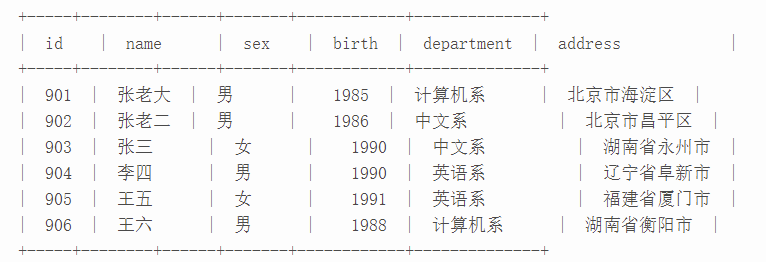 +-----+--------+------+-------+------------+--------------+
| id | name | sex | birth | department | address |
+-----+--------+------+-------+------------+--------------+
| 901 | 张老大 | 男 | 1985 | 计算机系 | 北京市海淀区 |
| 902 | 张老二 | 男 | 1986 | 中文系 | 北京市昌平区 |
| 903 | 张三 | 女 | 1990 | 中文系 | 湖南省永州市 |
| 904 | 李四 | 男 | 1990 | 英语系 | 辽宁省阜新市 |
| 905 | 王五 | 女 | 1991 | 英语系 | 福建省厦门市 |
| 906 | 王六 | 男 | 1988 | 计算机系 | 湖南省衡阳市 |
+-----+--------+------+-------+------------+--------------+